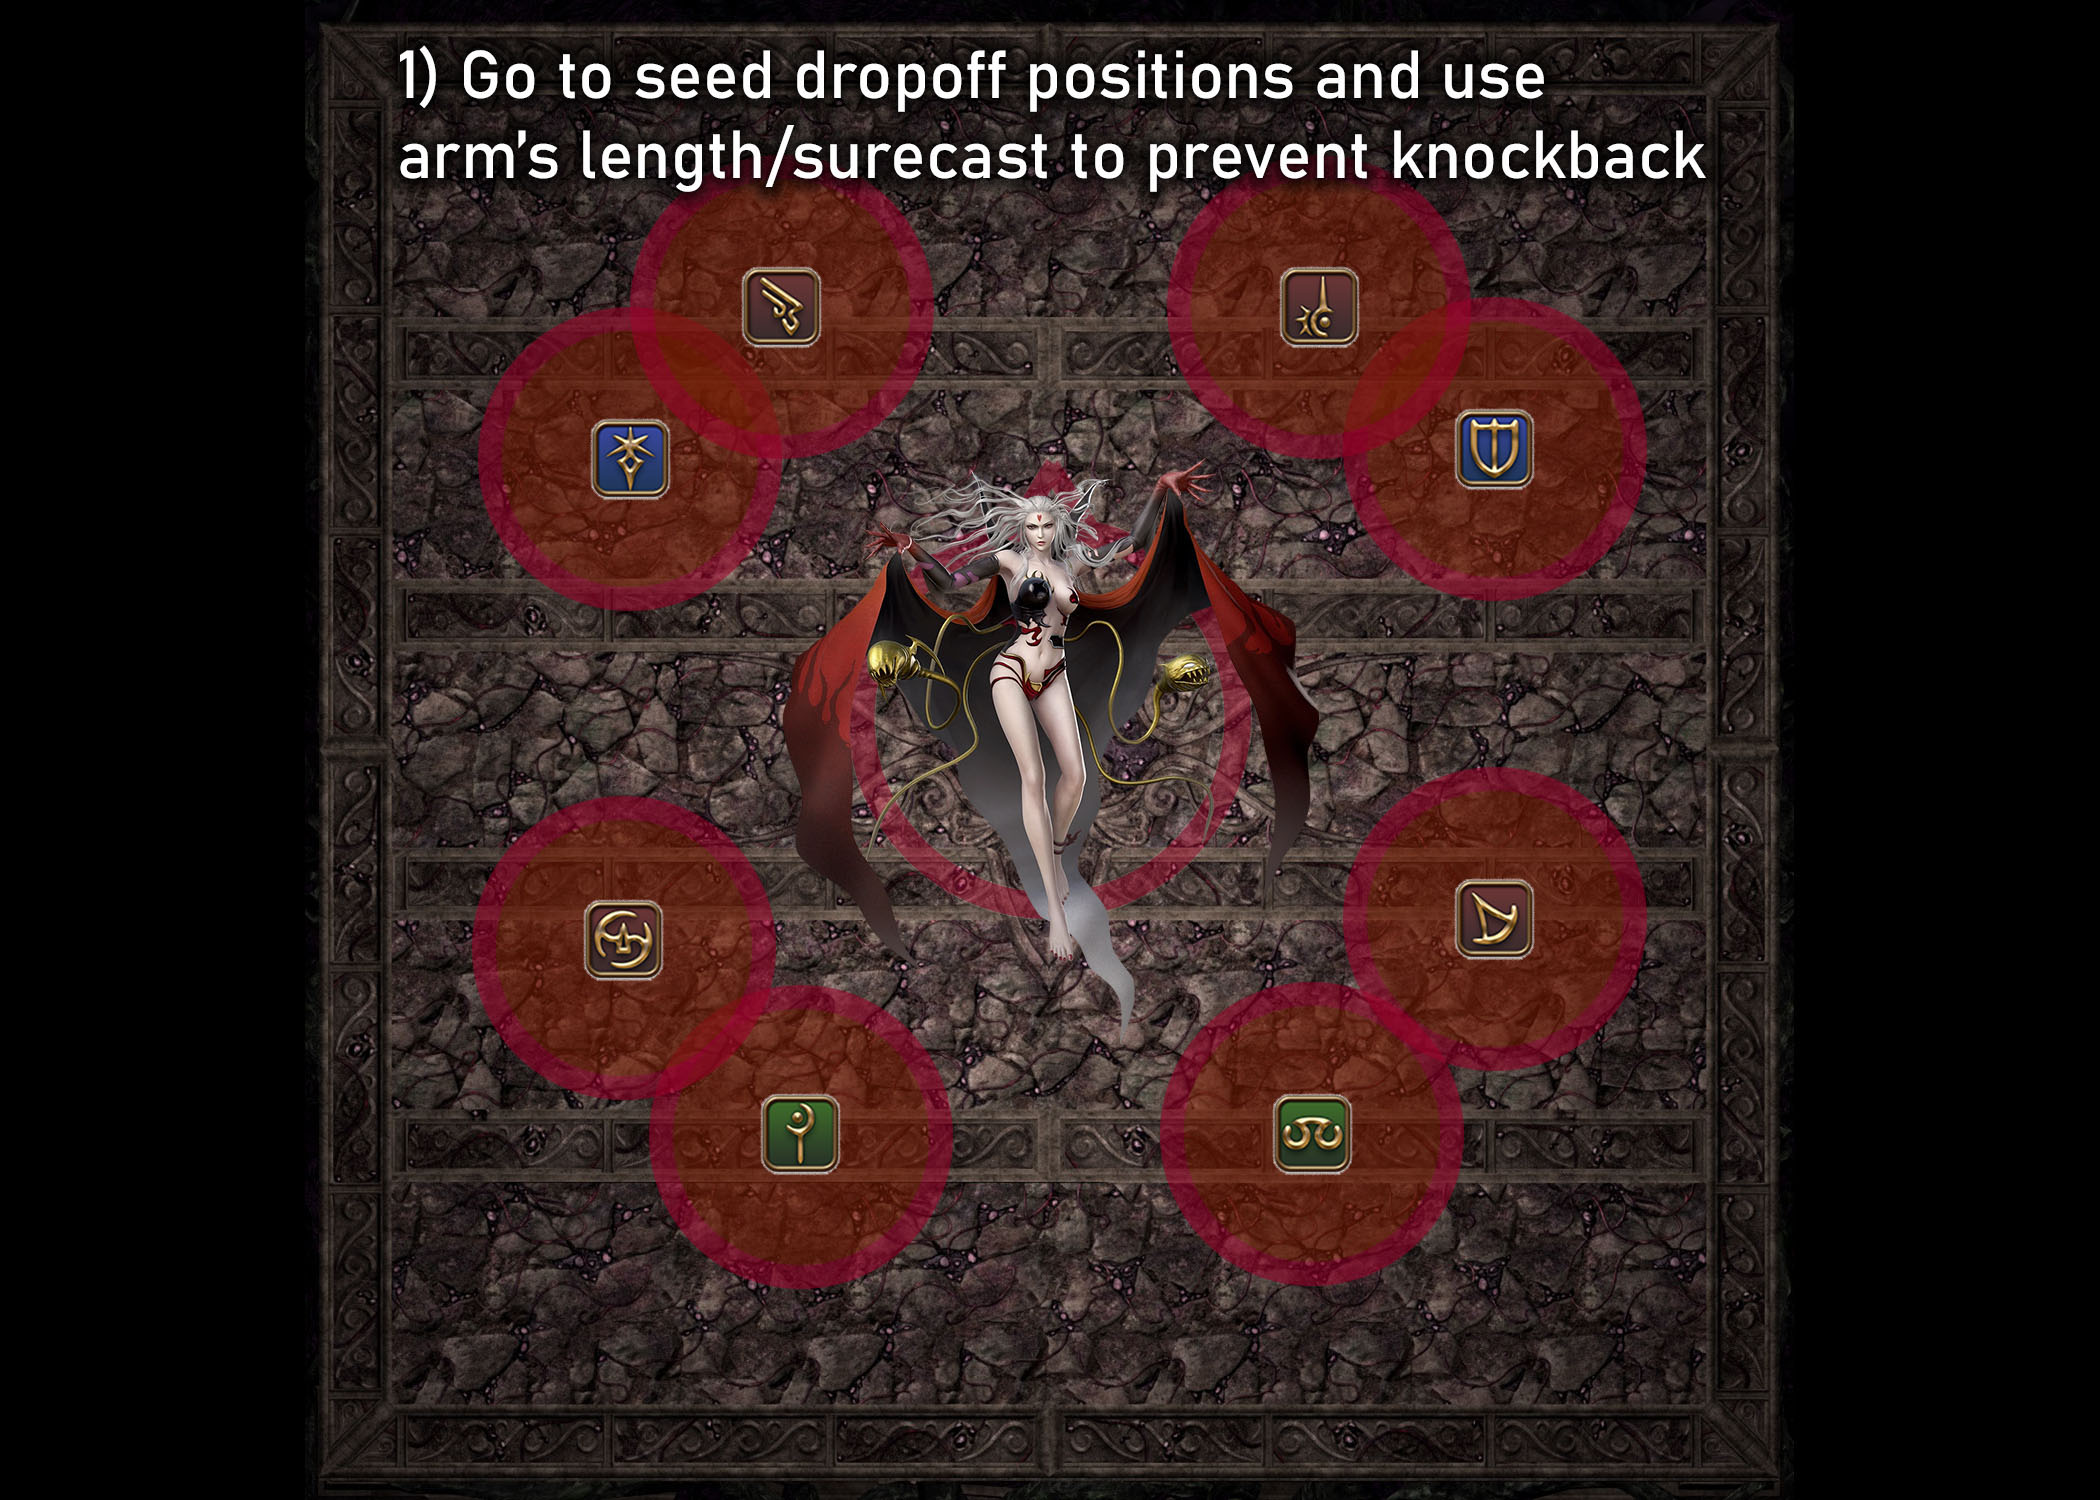 1) Go to seed dropoff positions and use
arm’s length/surecast to prevent knockback